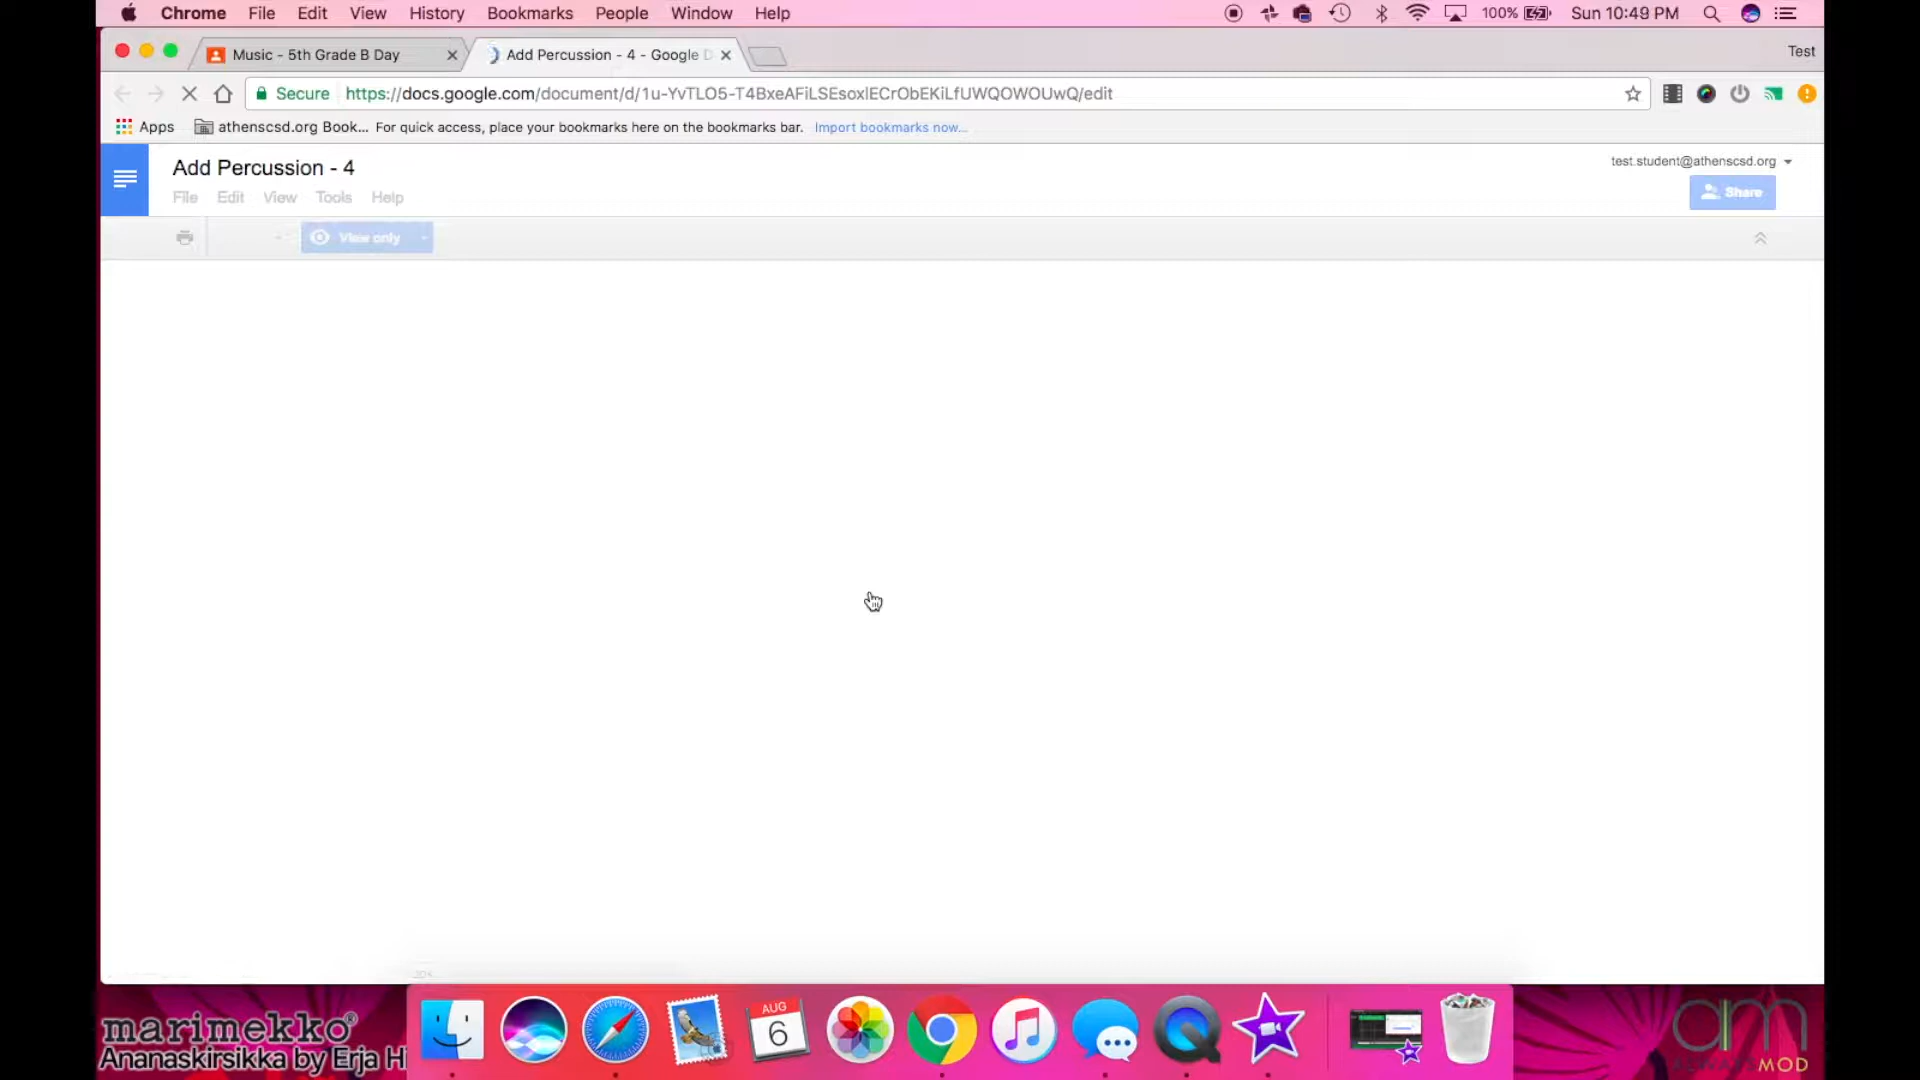 Chrome File Edit View History Bookmarks People Window Help 100% Sun 10:49 PM
Music - 5th Grade B Day Add Percussion - 4 - Google D Test
Secure https://docs.google.com/document/d/1u-YvTLO5-T4BxeAFiLSEsoxlECrObEKiLfUWQOWOUwQ/edit
Apps athenscsd.org Book... For quick access, place your bookmarks here on the bookmarks bar. Import bookmarks now...
Add Percussion - 4 test.student@athenscsd.org
File Edit View Tools Help Share
View only
marimekko®
Ananaskirsikka by Erja Hi
AUG
6
am
ALWAYSMOD